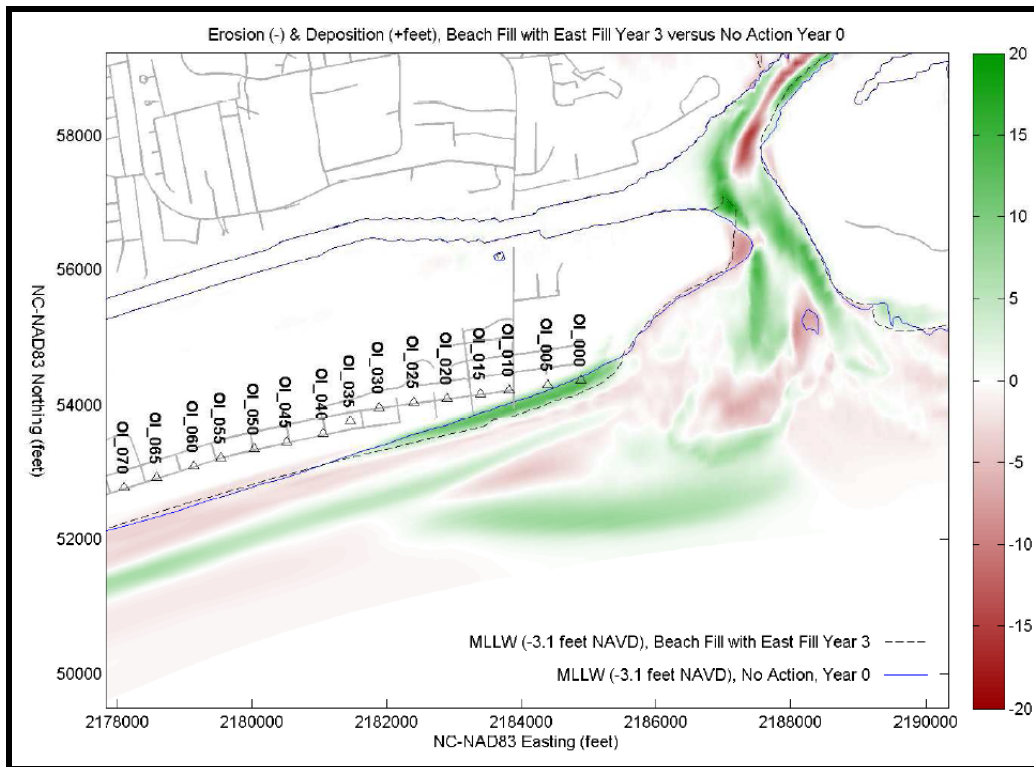 Erosion (-) & Deposition (+feet), Beach Fill with East Fill Year 3 versus No Action Year 0
20
15
10
5
0
-5
-10
-15
-20
58000
56000
54000
52000
50000
NC-NAD83 Northing (feet)
OI_070
OI_065
OI_060
OI_055
OI_050
OI_045
OI_040
OI_035
OI_030
OI_025
OI_020
OI_015
OI_010
OI_005
OI_000
MLLW (-3.1 feet NAVD), Beach Fill with East Fill Year 3
MLLW (-3.1 feet NAVD), No Action, Year 0
2178000 2180000 2182000 2184000 2186000 2188000 2190000
NC-NAD83 Easting (feet)